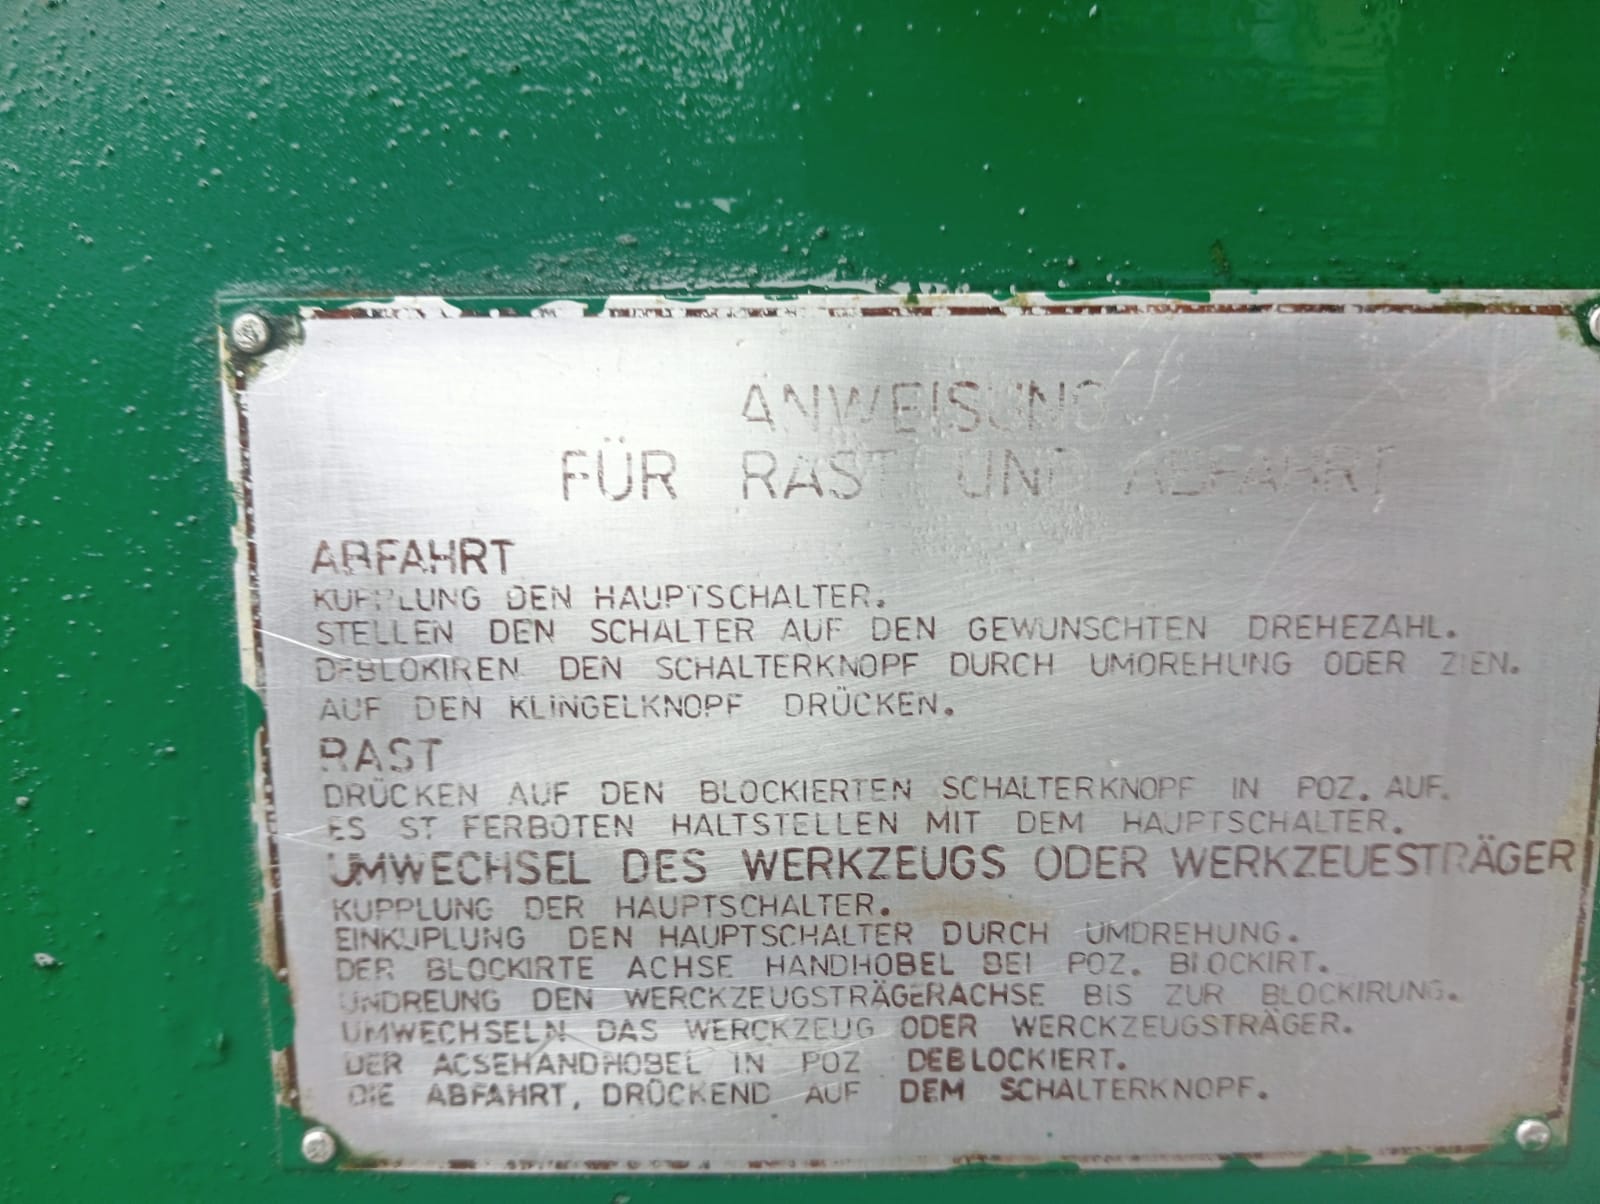 ANWEISUNG
FÜR RAST UND ABFAHRT
ABFAHRT
KUPPLUNG DEN HAUPTSCHALTER.
STELLEN DEN SCHALTER AUF DEN GEWUNSCHTEN DREHEZAHL.
DEBLOKIREN DEN SCHALTERKNOPF DURCH UMDREHUNG ODER ZIEN.
AUF DEN KLINGELKNOPF DRÜCKEN.
RAST
DRÜCKEN AUF DEN BLOCKIERTEN SCHALTERKNOPF IN POZ. AUF.
ES ST FERBOTEN HALTSTELLEN MIT DEM HAUPTSCHALTER.
UMWECHSEL DES WERKZEUGS ODER WERKZEUESTRÄGER
KUPPLUNG DER HAUPTSCHALTER.
EINKUPLUNG DEN HAUPTSCHALTER DURCH UMDREHUNG.
DER BLOCKIRTE ACHSE HANDHOBEL BEI POZ. BLOCKIRT.
UNDREUNG DEN WERCKZEUGSTRÄGERACHSE BIS ZUR BLOCKIRUNG.
UMWECHSELN DAS WERCKZEUG ODER WERCKZEUGSTRÄGER.
DER ACSEHANDHOBEL IN POZ DEBLOCKIERT.
DIE ABFAHRT, DRÜCKEND AUF DEM SCHALTERKNOPF.